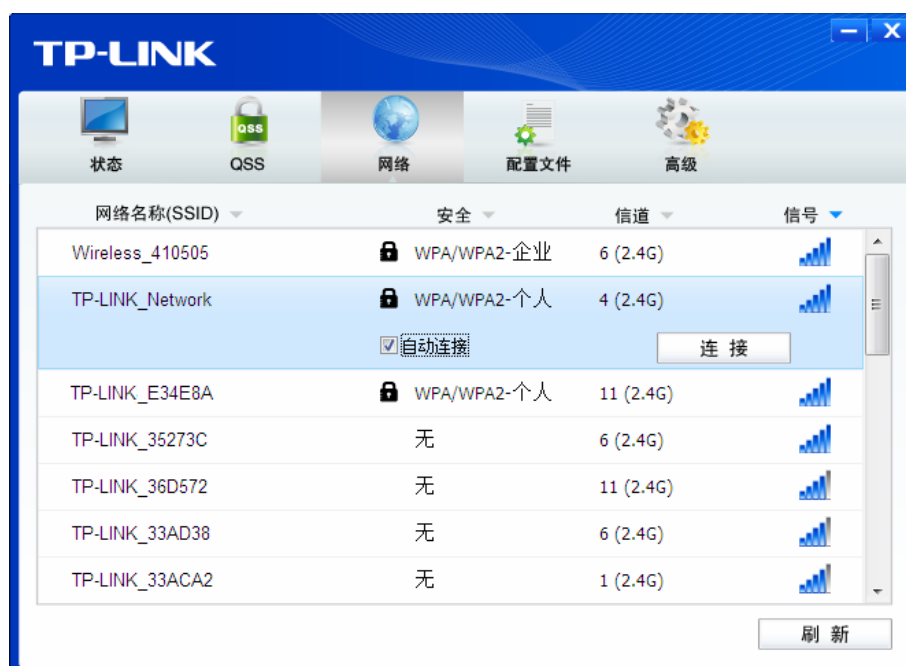 TP-LINK
QSS
状态 QSS 网络 配置文件 高级
网络名称(SSID) 安全 信道 信号
Wireless_410505 WPA/WPA2-企业 6 (2.4G)
TP-LINK_Network WPA/WPA2-个人 4 (2.4G)
自动连接 连 接
TP-LINK_E34E8A WPA/WPA2-个人 11 (2.4G)
TP-LINK_35273C 无 6 (2.4G)
TP-LINK_36D572 无 11 (2.4G)
TP-LINK_33AD38 无 6 (2.4G)
TP-LINK_33ACA2 无 1 (2.4G)
刷 新